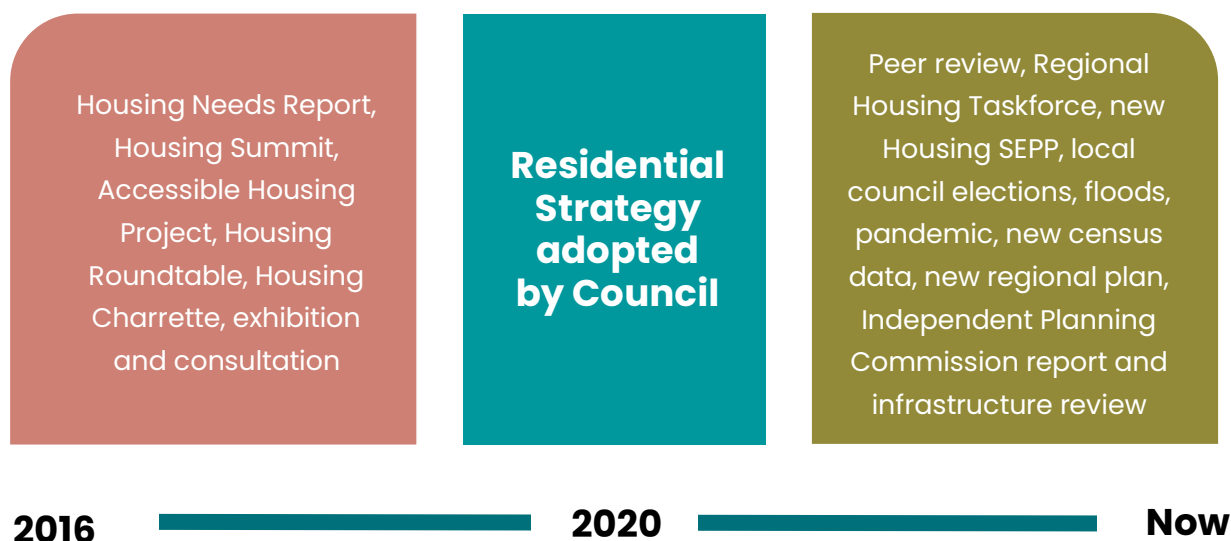 Housing Needs Report,
Housing Summit,
Accessible Housing
Project, Housing
Roundtable, Housing
Charrette, exhibition
and consultation
Residential
Strategy
adopted
by Council
Peer review, Regional
Housing Taskforce, new
Housing SEPP, local
council elections, floods,
pandemic, new census
data, new regional plan,
Independent Planning
Commission report and
infrastructure review
2016
2020
Now